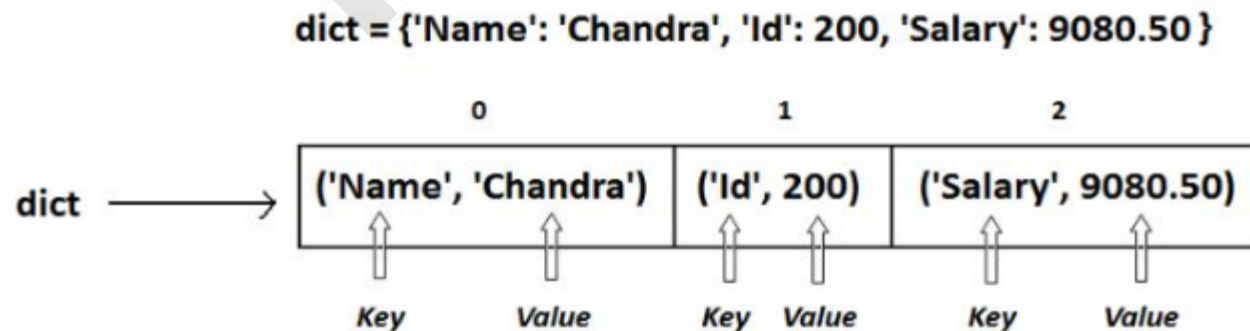 dict = {'Name': 'Chandra', 'Id': 200, 'Salary': 9080.50 }
0 1 2
dict ('Name', 'Chandra') ('Id', 200) ('Salary', 9080.50)
Key Value Key Value Key Value